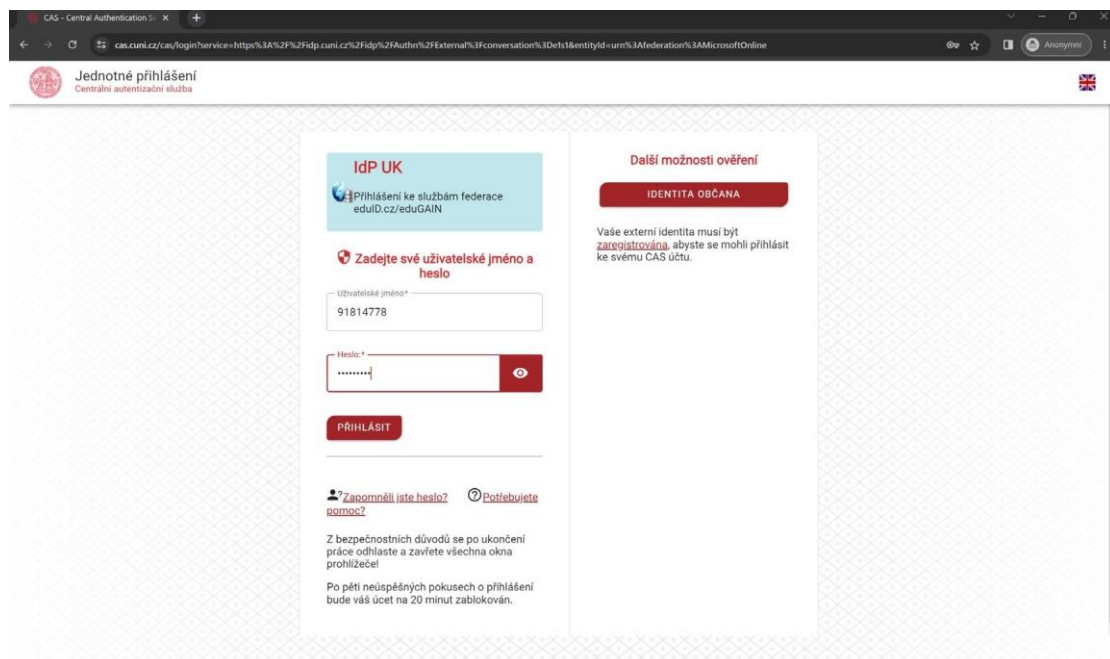 CAS - Central Authentication Se
cas.cuni.cz/cas/login?service=https%3A%2F%2Fidp.cuni.cz%2Fidp%2FAuthn%2FExternal%3Fconversation%3De1s1&entityId=urn%3Afederation%3AMicrosoftOnline
Anonymní
Jednotné přihlášení
Centrální autentizační služba
IdP UK
Přihlášení ke službám federace
eduID.cz/eduGAIN
Zadejte své uživatelské jméno a
heslo
Uživatelské jméno*
91814778
Heslo:*
•••••••••
PŘIHLÁSIT
Zapomněli jste heslo? Potřebujete
pomoc?
Z bezpečnostních důvodů se po ukončení
práce odhlaste a zavřete všechna okna
prohlížeče!
Po pěti neúspěšných pokusech o přihlášení
bude váš účet na 20 minut zablokován.
Další možnosti ověření
IDENTITA OBČANA
Vaše externí identita musí být
zaregistrována, abyste se mohli přihlásit
ke svému CAS účtu.